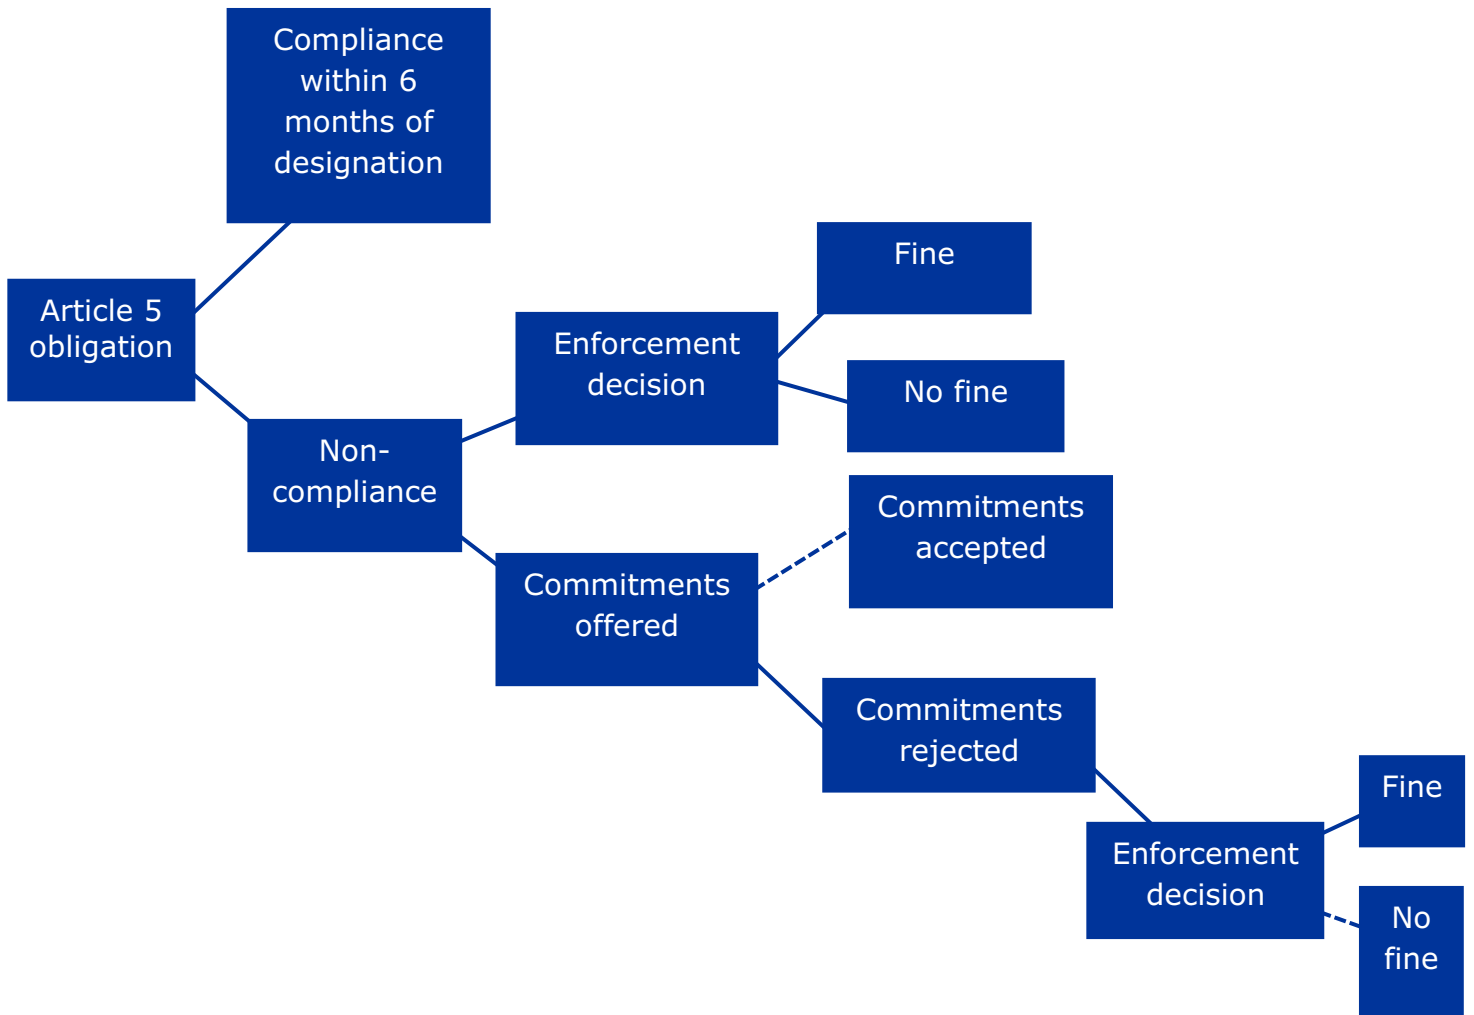 Compliance
within 6
months of
designation
Article 5
obligation
Non-
compliance
Enforcement
decision
Fine
No fine
Commitments
offered
Commitments
accepted
Commitments
rejected
Enforcement
decision
Fine
No
fine